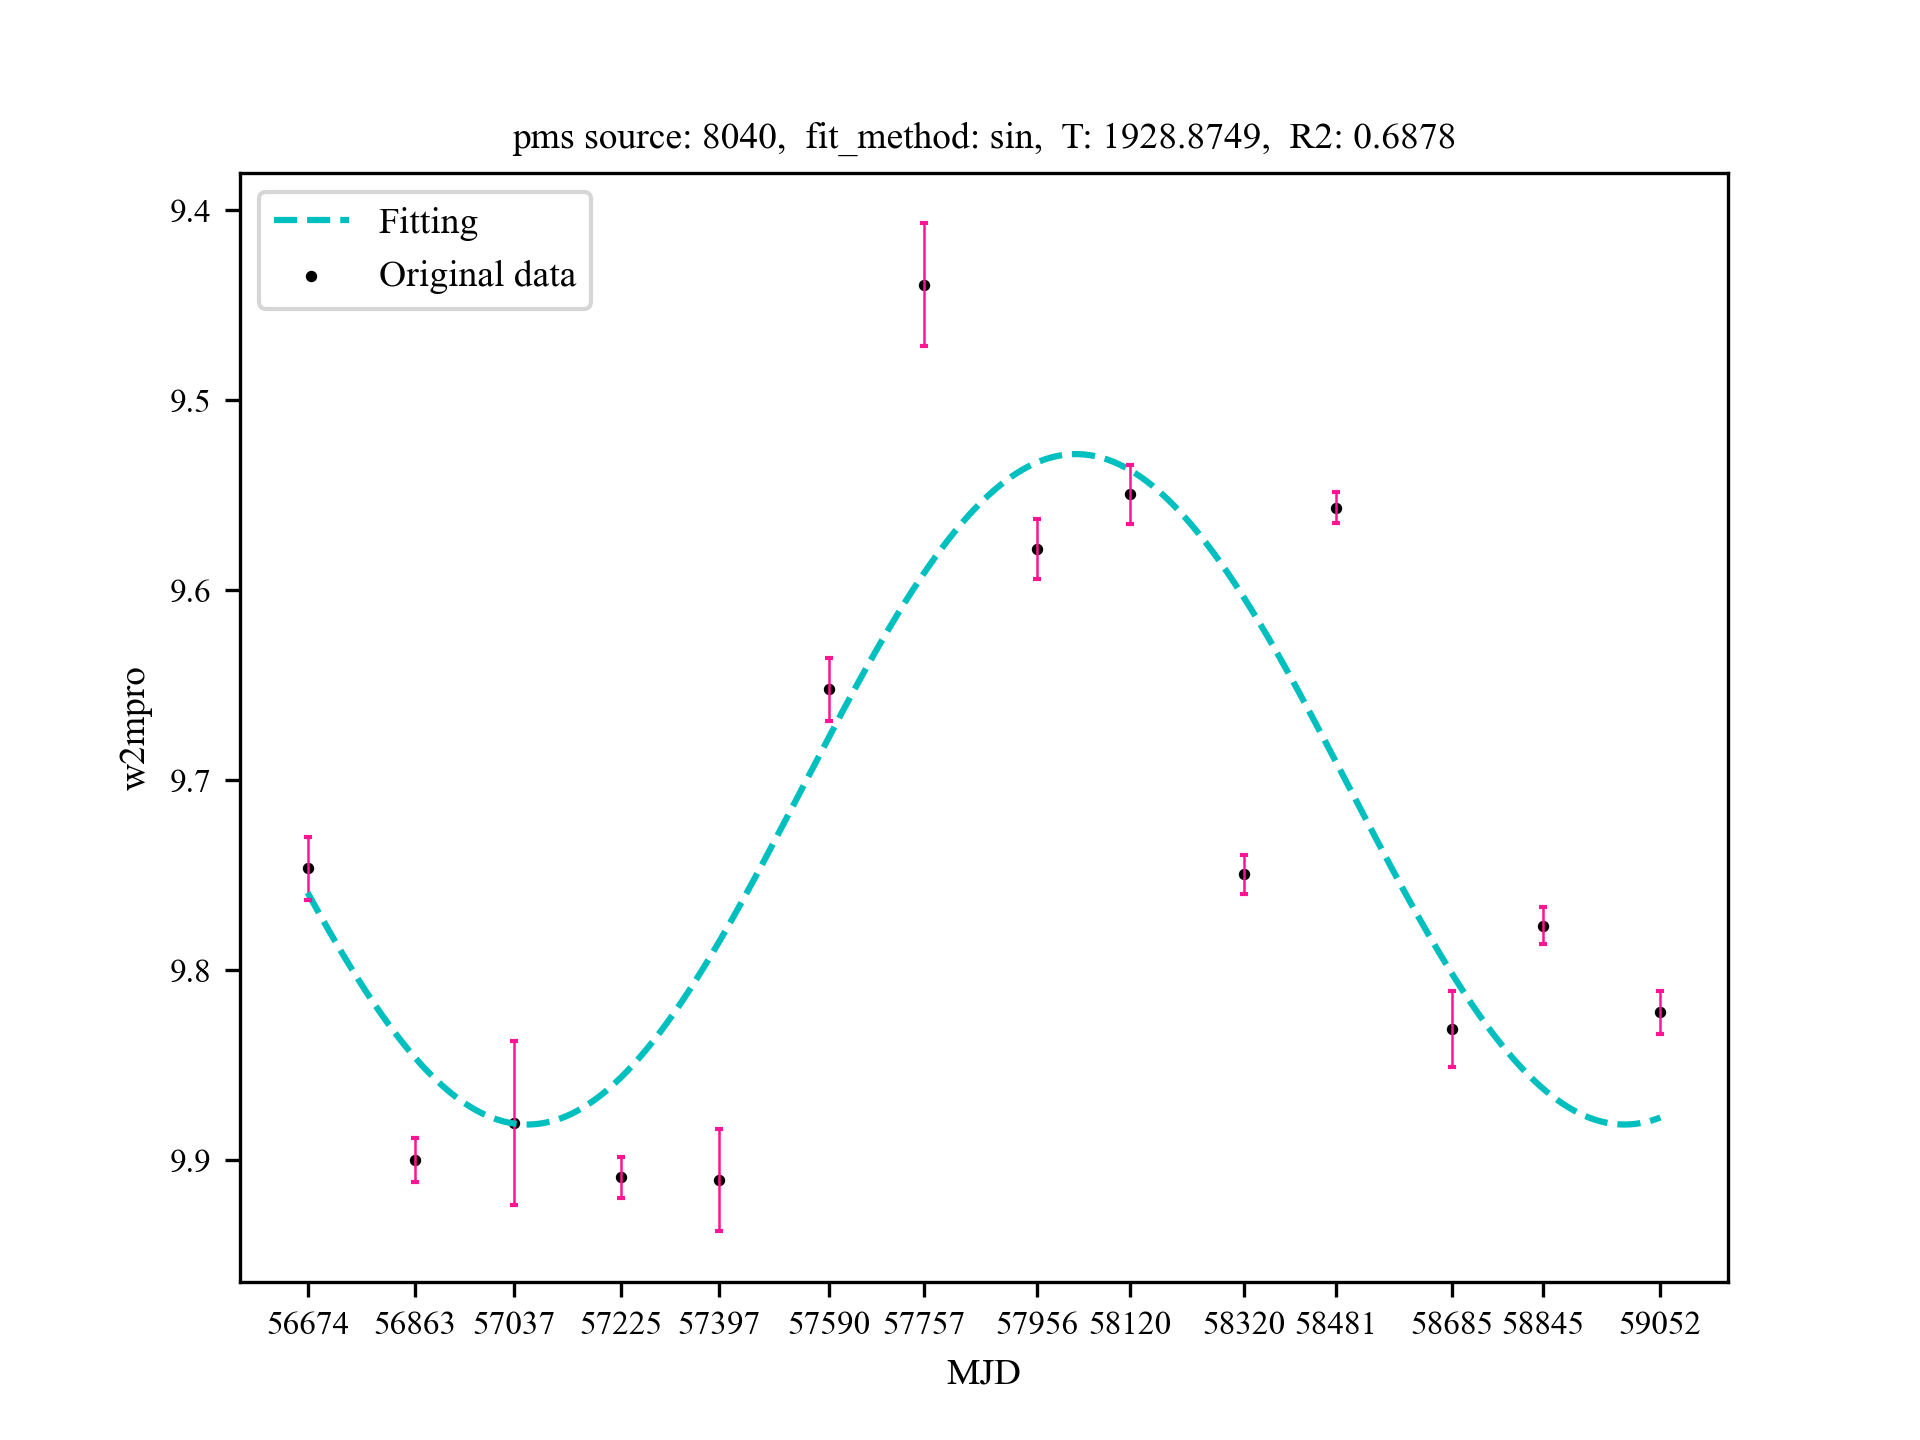 pms source: 8040,  fit_method: sin,  T: 1928.8749,  R2: 0.6878
Fitting
Original data
9.4
9.5
9.6
9.7
9.8
9.9
w2mpro
56674 56863 57037 57225 57397 57590 57757 57956 58120 58320 58481 58685 58845 59052
MJD